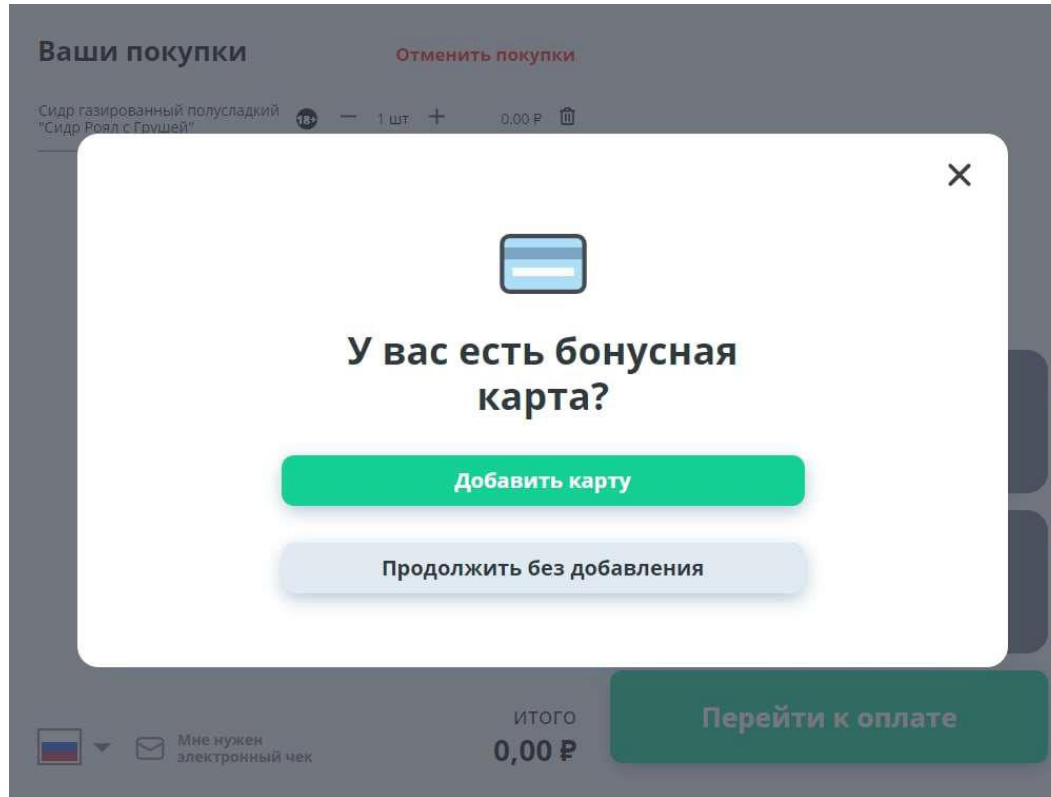 Ваши покупки
Отменить покупки
Сидр газированный полусладкий
"Сидр Роял с Грушей"
18+
1 шт
0.00 ₽
У вас есть бонусная
карта?
Добавить карту
Продолжить без добавления
Мне нужен
электронный чек
ИТОГО
0,00 ₽
Перейти к оплате